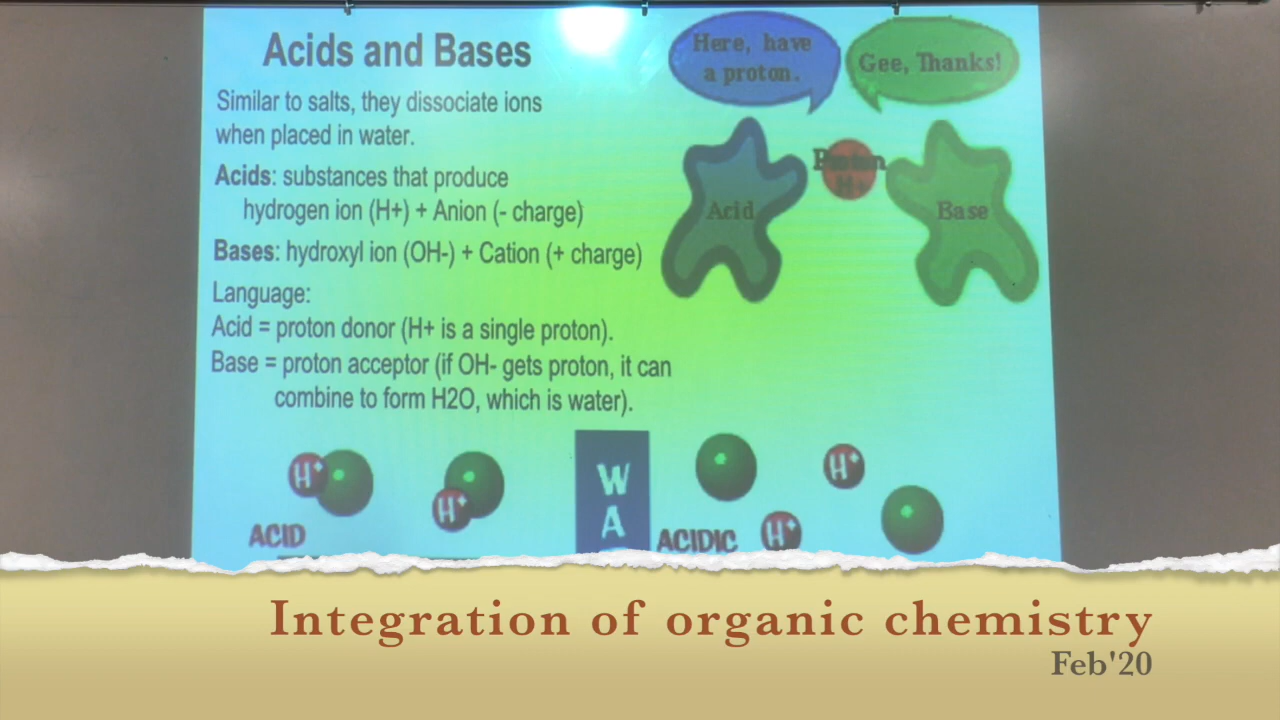 Acids and Bases
Similar to salts, they dissociate ions
when placed in water.
Acids: substances that produce
hydrogen ion (H+) + Anion (- charge)
Bases: hydroxyl ion (OH-) + Cation (+ charge)
Language:
Acid = proton donor (H+ is a single proton).
Base = proton acceptor (if OH- gets proton, it can
combine to form H2O, which is water).
Here, have
a proton.
Gee, Thanks!
Acid
Proton
H+
Base
H+
H+
ACID
W
A
ACIDIC
H+
H+
Integration of organic chemistry
Feb'20